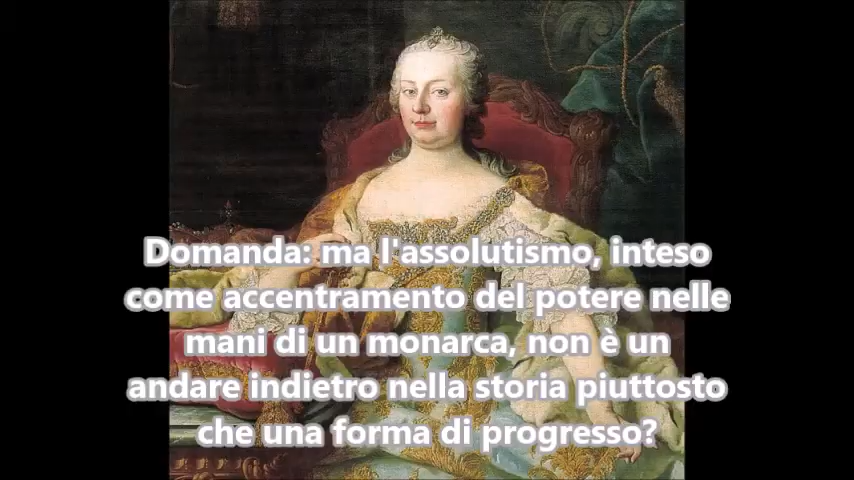 Domanda: ma l'assolutismo, inteso
come accentramento del potere nelle
mani di un monarca, non è un
andare indietro nella storia piuttosto
che una forma di progresso?